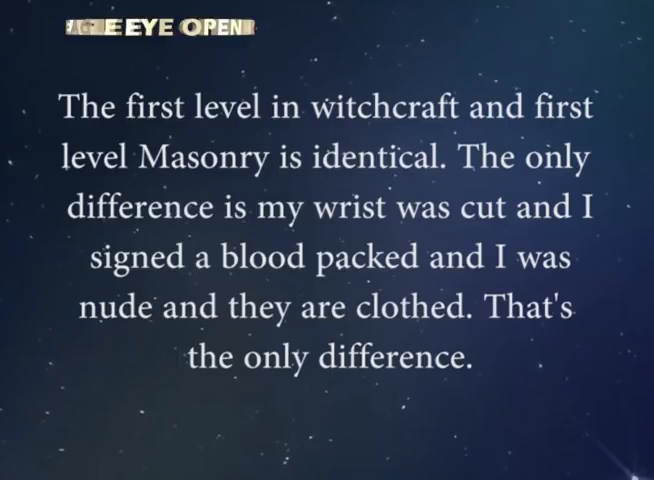 EAGLE EYE OPEN
The first level in witchcraft and first
level Masonry is identical. The only
difference is my wrist was cut and I
signed a blood packed and I was
nude and they are clothed. That's
the only difference.